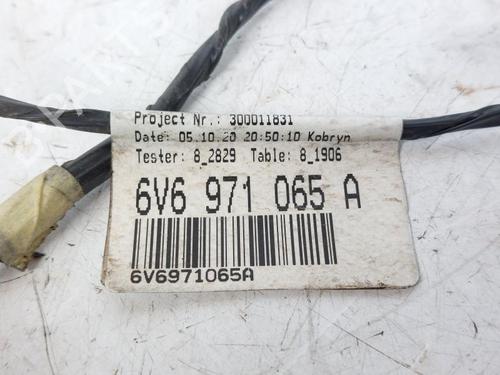 Project Nr.: 300011831
Date: 05.10.20 20:50:10 Kobryn
Tester: 8_2829 Table: 8_1906
6V6 971 065 A
6V6971065A